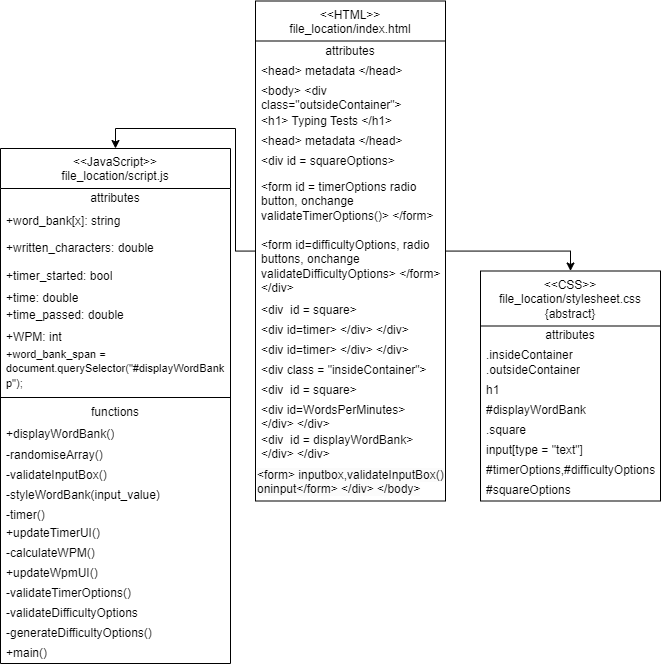 <<HTML>>
file_location/index.html
attributes
<head> metadata </head>
<body> <div
class="outsideContainer">
<h1> Typing Tests </h1>
<head> metadata </head>
<div id = squareOptions>
<form id = timerOptions radio
button, onchange
validateTimerOptions()> </form>
<form id=difficultyOptions, radio
buttons, onchange
validateDifficultyOptions> </form>
</div>
<div  id = square>
<div id=timer> </div> </div>
<div id=timer> </div> </div>
<div class = "insideContainer">
<div  id = square>
<div id=WordsPerMinutes>
</div> </div>
<div  id = displayWordBank>
</div> </div>
<form> inputbox,validateInputBox()
oninput</form> </div> </body>
<<JavaScript>>
file_location/script.js
attributes
+word_bank[x]: string
+written_characters: double
+timer_started: bool
+time: double
+time_passed: double
+WPM: int
+word_bank_span =
document.querySelector("#displayWordBank
p");
functions
+displayWordBank()
-randomiseArray()
-validateInputBox()
-styleWordBank(input_value)
-timer()
+updateTimerUI()
-calculateWPM()
+updateWpmUI()
-validateTimerOptions()
-validateDifficultyOptions
-generateDifficultyOptions()
+main()
<<CSS>>
file_location/stylesheet.css
{abstract}
attributes
.insideContainer
.outsideContainer
h1
#displayWordBank
.square
input[type = "text"]
#timerOptions,#difficultyOptions
#squareOptions